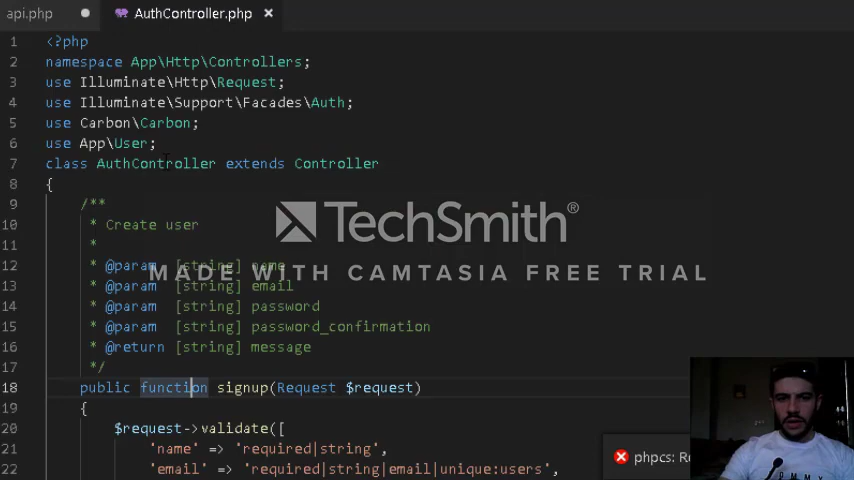 api.php AuthController.php
1 <?php
2 namespace App\Http\Controllers;
3 use Illuminate\Http\Request;
4 use Illuminate\Support\Facades\Auth;
5 use Carbon\Carbon;
6 use App\User;
7 class AuthController extends Controller
8 {
9 /**
10 * Create user
11 *
12 * @param [string] name
13 * @param [string] email
14 * @param [string] password
15 * @param [string] password_confirmation
16 * @return [string] message
17 */
18 public function signup(Request $request)
19 {
20 $request->validate([
21 'name' => 'required|string',
22 'email' => 'required|string|email|unique:users',
TechSmith®
MADE WITH CAMTASIA FREE TRIAL
phpcs: